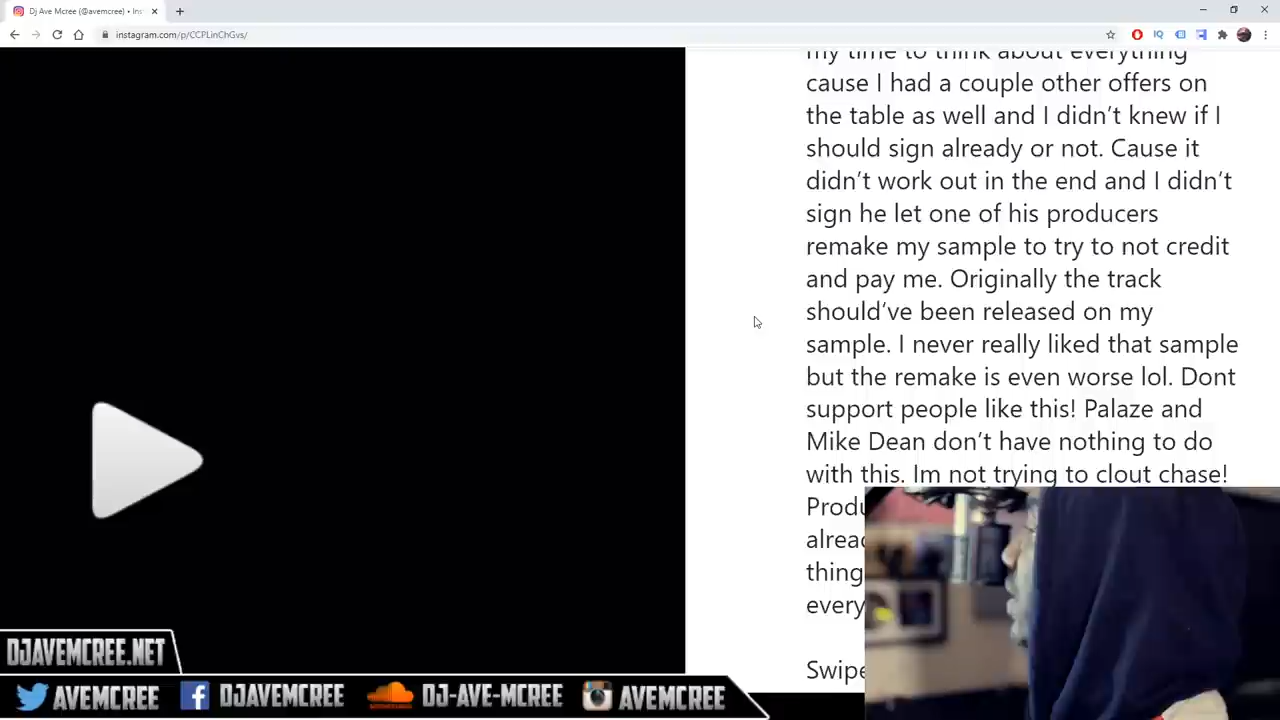 Dj Ave Mcree (@avemcree) • Ins
instagram.com/p/CCPLinChGvs/
my time to think about everything
cause I had a couple other offers on
the table as well and I didn't knew if I
should sign already or not. Cause it
didn't work out in the end and I didn't
sign he let one of his producers
remake my sample to try to not credit
and pay me. Originally the track
should've been released on my
sample. I never really liked that sample
but the remake is even worse lol. Dont
support people like this! Palaze and
Mike Dean don't have nothing to do
with this. Im not trying to clout chase!
Produ
alread
thing
every
Swipe
DJAVEMCREE.NET
AVEMCREE DJAVEMCREE DJ-AVE-MCREE AVEMCREE